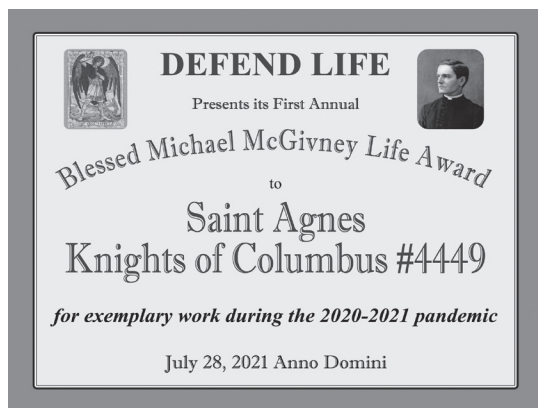 DEFEND LIFE
Presents its First Annual
Blessed Michael McGivney Life Award
to
Saint Agnes
Knights of Columbus #4449
for exemplary work during the 2020-2021 pandemic
July 28, 2021 Anno Domini